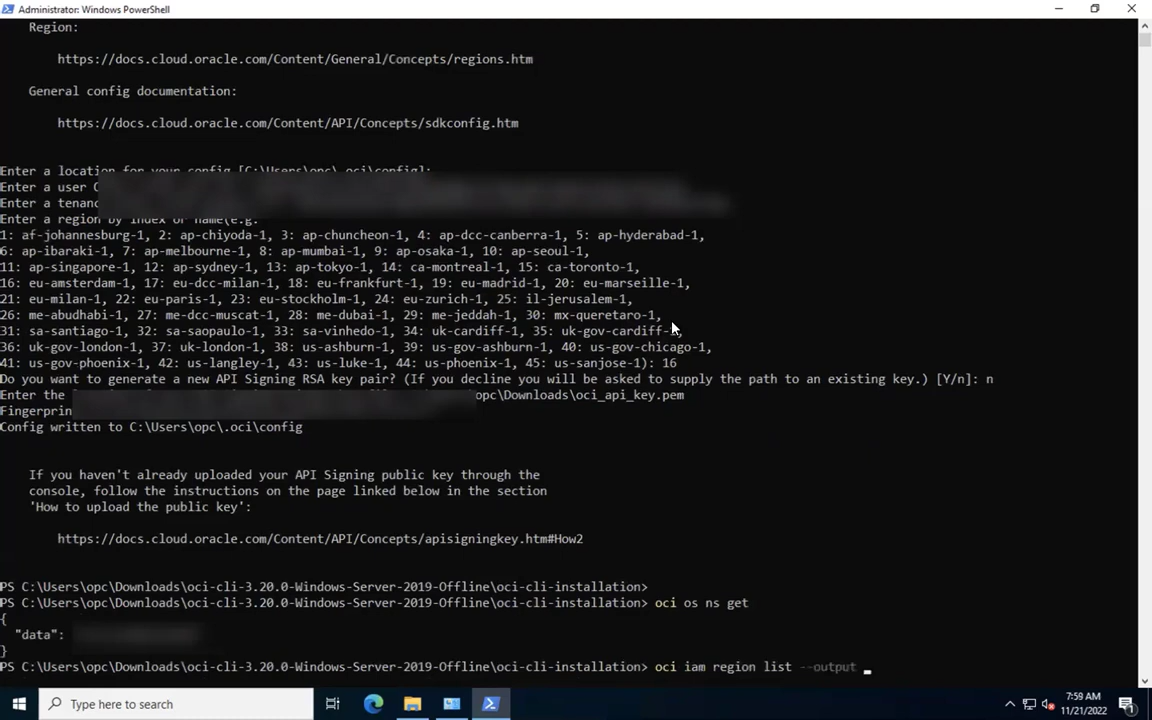 Administrator: Windows PowerShell
Region:
https://docs.cloud.oracle.com/Content/General/Concepts/regions.htm
General config documentation:
https://docs.cloud.oracle.com/Content/API/Concepts/sdkconfig.htm
Enter a location for your config [C:\Users\opc\.oci\config]:
Enter a user
Enter a tenanc
Enter a region by index or name(e.g.
1: af-johannesburg-1, 2: ap-chiyoda-1, 3: ap-chuncheon-1, 4: ap-dcc-canberra-1, 5: ap-hyderabad-1,
6: ap-ibaraki-1, 7: ap-melbourne-1, 8: ap-mumbai-1, 9: ap-osaka-1, 10: ap-seoul-1,
11: ap-singapore-1, 12: ap-sydney-1, 13: ap-tokyo-1, 14: ca-montreal-1, 15: ca-toronto-1,
16: eu-amsterdam-1, 17: eu-dcc-milan-1, 18: eu-frankfurt-1, 19: eu-madrid-1, 20: eu-marseille-1,
21: eu-milan-1, 22: eu-paris-1, 23: eu-stockholm-1, 24: eu-zurich-1, 25: il-jerusalem-1,
26: me-abudhabi-1, 27: me-dcc-muscat-1, 28: me-dubai-1, 29: me-jeddah-1, 30: mx-queretaro-1,
31: sa-santiago-1, 32: sa-saopaulo-1, 33: sa-vinhedo-1, 34: uk-cardiff-1, 35: uk-gov-cardiff-1,
36: uk-gov-london-1, 37: uk-london-1, 38: us-ashburn-1, 39: us-gov-ashburn-1, 40: us-gov-chicago-1,
41: us-gov-phoenix-1, 42: us-langley-1, 43: us-luke-1, 44: us-phoenix-1, 45: us-sanjose-1): 16
Do you want to generate a new API Signing RSA key pair? (If you decline you will be asked to supply the path to an existing key.) [Y/n]: n
Enter the opc\Downloads\oci_api_key.pem
Fingerprin
Config written to C:\Users\opc\.oci\config
If you haven't already uploaded your API Signing public key through the
console, follow the instructions on the page linked below in the section
'How to upload the public key':
https://docs.cloud.oracle.com/Content/API/Concepts/apisigningkey.htm#How2
PS C:\Users\opc\Downloads\oci-cli-3.20.0-Windows-Server-2019-Offline\oci-cli-installation>
PS C:\Users\opc\Downloads\oci-cli-3.20.0-Windows-Server-2019-Offline\oci-cli-installation> oci os ns get
{
"data":
}
PS C:\Users\opc\Downloads\oci-cli-3.20.0-Windows-Server-2019-Offline\oci-cli-installation> oci iam region list --output _
Type here to search
7:59 AM
11/21/2022
1